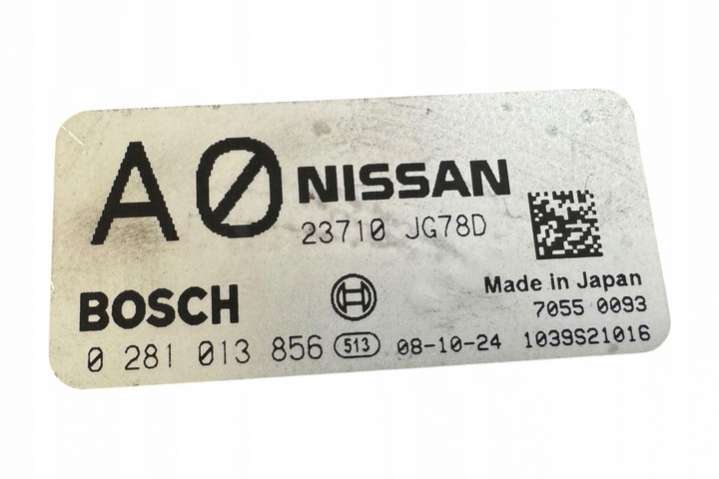 A0 NISSAN
23710 JG78D
BOSCH
Made in Japan
7055 0093
0 281 013 856 513 08-10-24 1039S21016